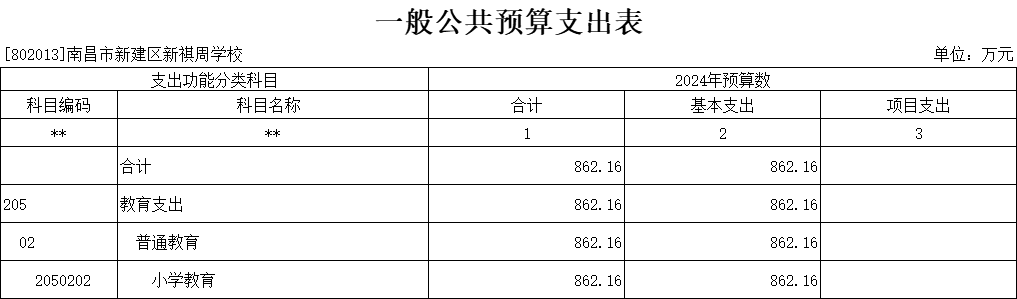 一般公共预算支出表
[802013]南昌市新建区新祺周学校 单位：万元
支出功能分类科目 2024年预算数
科目编码 科目名称 合计 基本支出 项目支出
** ** 1 2 3
合计 862.16 862.16
205 教育支出 862.16 862.16
02 普通教育 862.16 862.16
2050202 小学教育 862.16 862.16